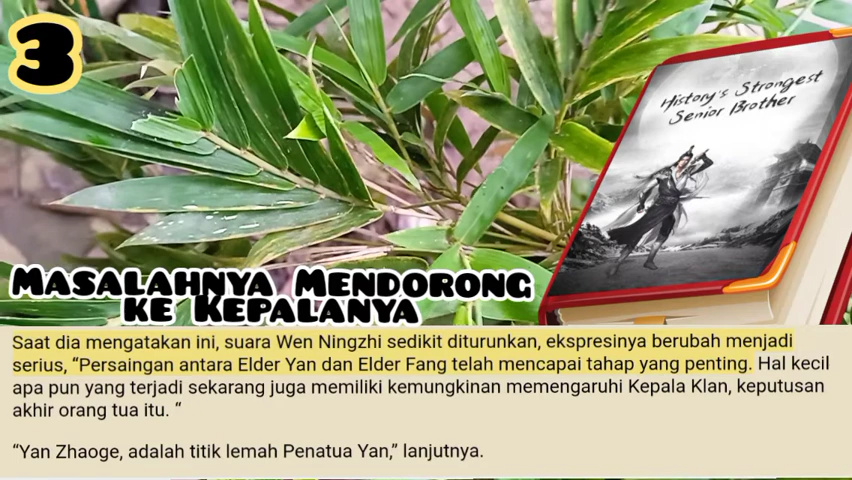 3
History's Strongest
Senior Brother
MASALAHNYA MENDORONG
KE KEPALANYA
Saat dia mengatakan ini, suara Wen Ningzhi sedikit diturunkan, ekspresinya berubah menjadi
serius, “Persaingan antara Elder Yan dan Elder Fang telah mencapai tahap yang penting. Hal kecil
apa pun yang terjadi sekarang juga memiliki kemungkinan memengaruhi Kepala Klan, keputusan
akhir orang tua itu. “
“Yan Zhaoge, adalah titik lemah Penatua Yan,” lanjutnya.